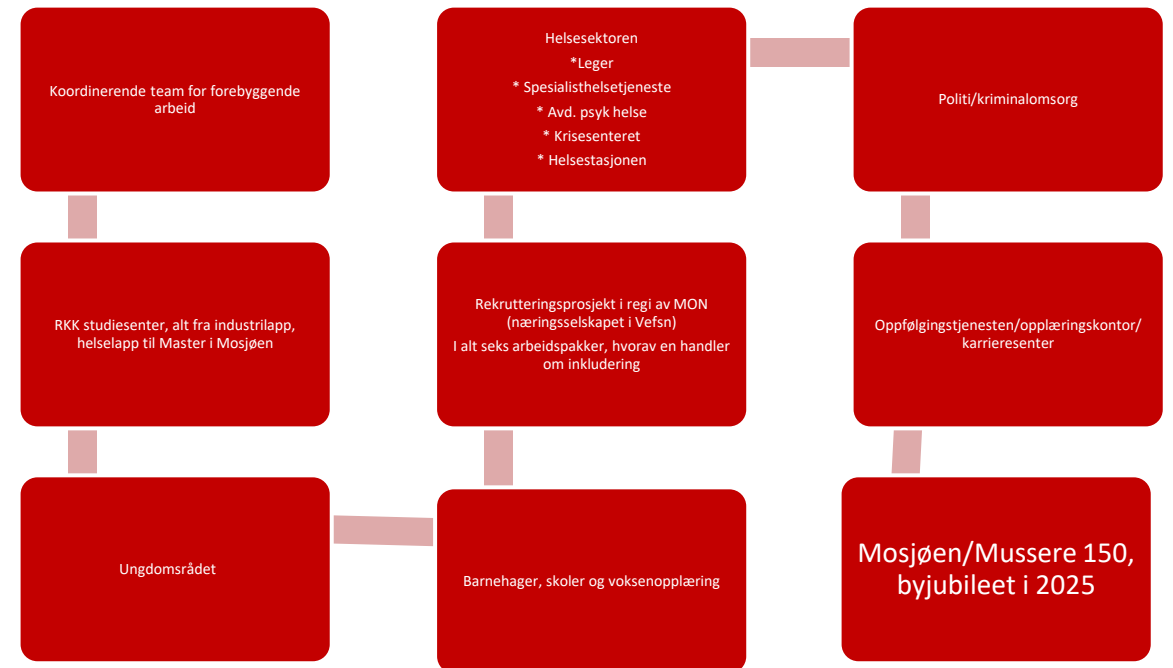 Koordinerende team for forebyggende
arbeid
RKK studiesenter, alt fra industrilapp,
helselapp til Master i Mosjøen
Ungdomsrådet
Barnehager, skoler og voksenopplæring
Rekrutteringsprosjekt i regi av MON
(næringsselskapet i Vefsn)
I alt seks arbeidspakker, hvorav en handler
om inkludering
Helsesektoren
*Leger
* Spesialisthelsetjeneste
* Avd. psyk helse
* Krisesenteret
* Helsestasjonen
Politi/kriminalomsorg
Oppfølgingstjenesten/opplæringskontor/
karrieresenter
Mosjøen/Mussere 150,
byjubileet i 2025